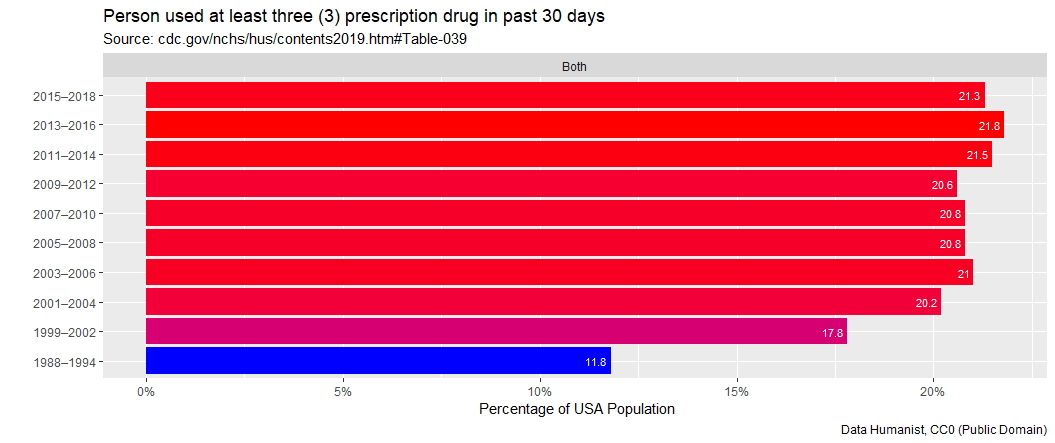 Person used at least three (3) prescription drug in past 30 days
Source: cdc.gov/nchs/hus/contents2019.htm#Table-039
Both
2015–2018 21.3
2013–2016 21.8
2011–2014 21.5
2009–2012 20.6
2007–2010 20.8
2005–2008 20.8
2003–2006 21
2001–2004 20.2
1999–2002 17.8
1988–1994 11.8
0% 5% 10% 15% 20%
Percentage of USA Population
Data Humanist, CC0 (Public Domain)